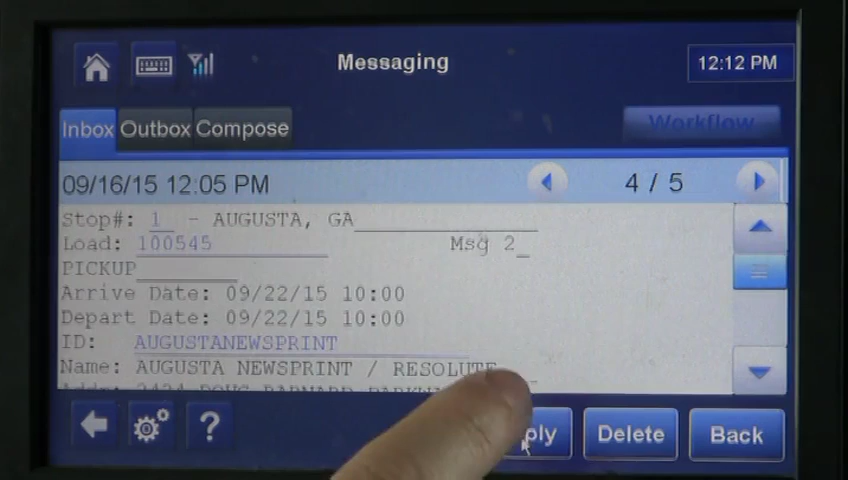 Messaging
12:12 PM
Inbox Outbox Compose
Workflow
09/16/15 12:05 PM
4 / 5
Stop#: 1 - AUGUSTA, GA
Load: 100545 Msg 2
PICKUP
Arrive Date: 09/22/15 10:00
Depart Date: 09/22/15 10:00
ID: AUGUSTANEWSPRINT
Name: AUGUSTA NEWSPRINT / RESOLUTE
?
Delete
Back